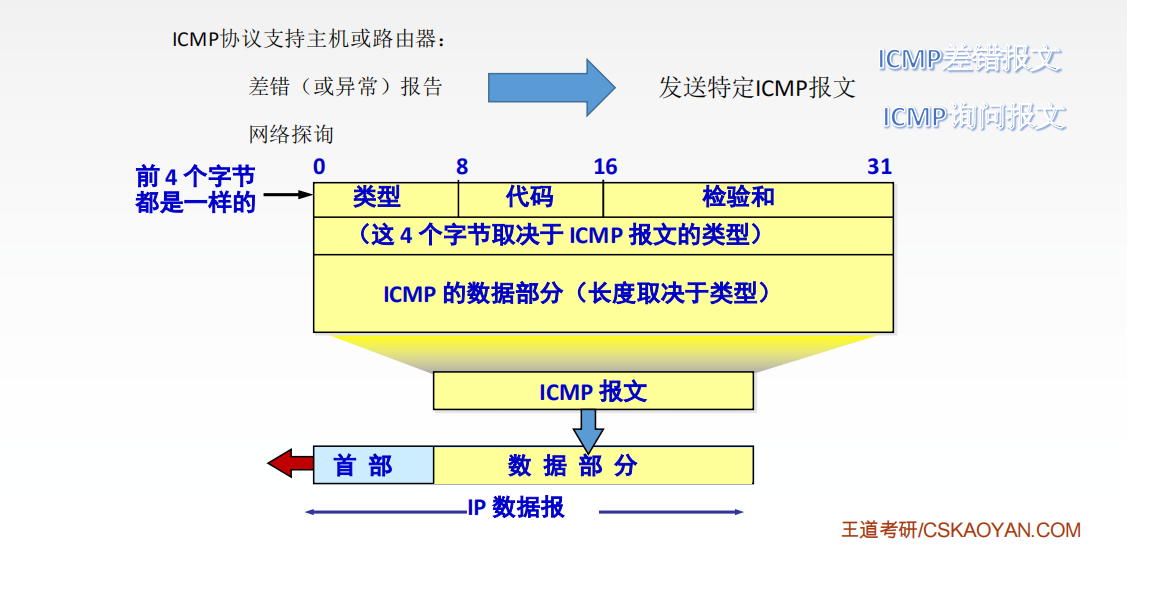 ICMP协议支持主机或路由器：
差错（或异常）报告
网络探询
发送特定ICMP报文
ICMP差错报文
ICMP询问报文
前 4 个字节
都是一样的
0 8 16 31
类型 代码 检验和
（这 4 个字节取决于 ICMP 报文的类型）
ICMP 的数据部分（长度取决于类型）
ICMP 报文
首 部 数 据 部 分
IP 数据报
王道考研/CSKAOYAN.COM